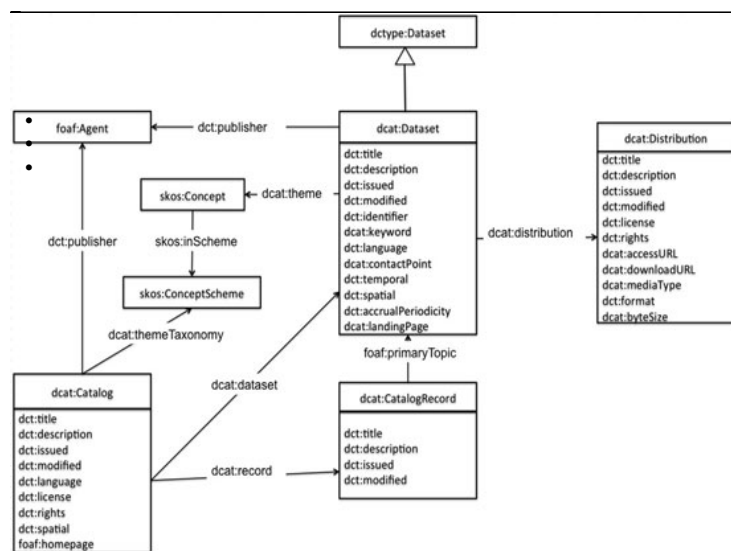 dctype:Dataset
foaf:Agent
dct:publisher
dcat:Dataset
dct:title
dct:description
dct:issued
dct:modified
dct:identifier
dcat:keyword
dct:language
dcat:contactPoint
dct:temporal
dct:spatial
dct:accrualPeriodicity
dcat:landingPage
dcat:Distribution
dct:title
dct:description
dct:issued
dct:modified
dct:license
dct:rights
dcat:accessURL
dcat:downloadURL
dcat:mediaType
dct:format
dcat:byteSize
skos:Concept
dcat:theme
dct:publisher
skos:inScheme
dcat:distribution
skos:ConceptScheme
dcat:themeTaxonomy
foaf:primaryTopic
dcat:dataset
dcat:Catalog
dct:title
dct:description
dct:issued
dct:modified
dct:language
dct:license
dct:rights
dct:spatial
foaf:homepage
dcat:record
dcat:CatalogRecord
dct:title
dct:description
dct:issued
dct:modified